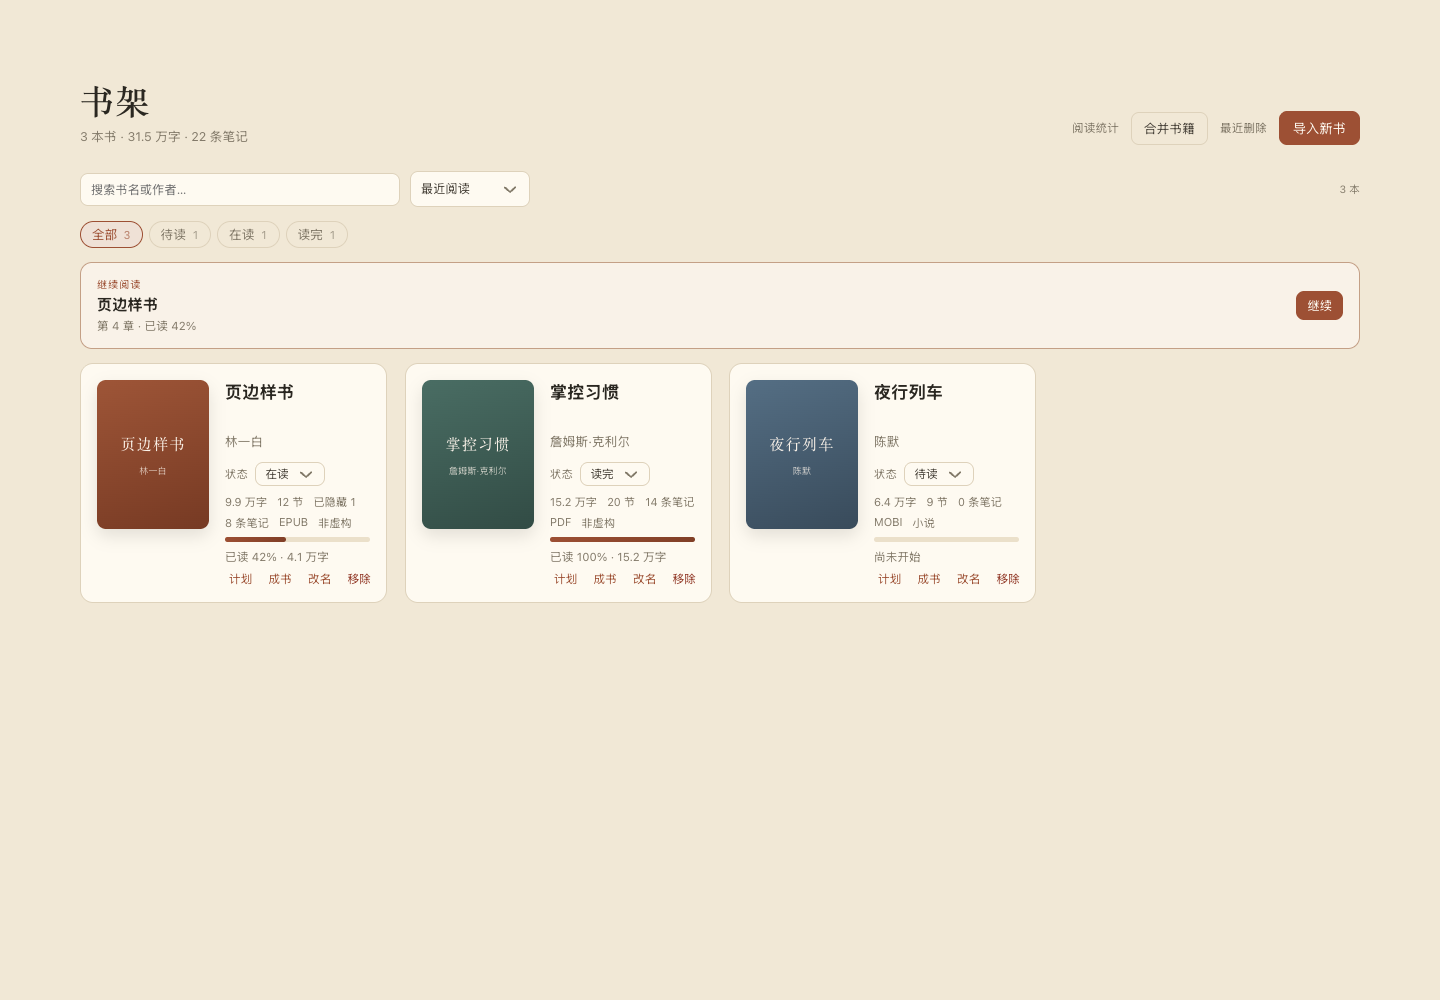 书架
3 本书 · 31.5 万字 · 22 条笔记
阅读统计 合并书籍 最近删除 导入新书
搜索书名或作者... 最近阅读 3 本
全部 3 待读 1 在读 1 读完 1
继续阅读
页边样书
第 4 章 · 已读 42%
继续
页边样书
林一白
页边样书
林一白
状态 在读
9.9 万字 12 节 已隐藏 1
8 条笔记 EPUB 非虚构
已读 42% · 4.1 万字
计划 成书 改名 移除
掌控习惯
詹姆斯·克利尔
掌控习惯
詹姆斯·克利尔
状态 读完
15.2 万字 20 节 14 条笔记
PDF 非虚构
已读 100% · 15.2 万字
计划 成书 改名 移除
夜行列车
陈默
夜行列车
陈默
状态 待读
6.4 万字 9 节 0 条笔记
MOBI 小说
尚未开始
计划 成书 改名 移除